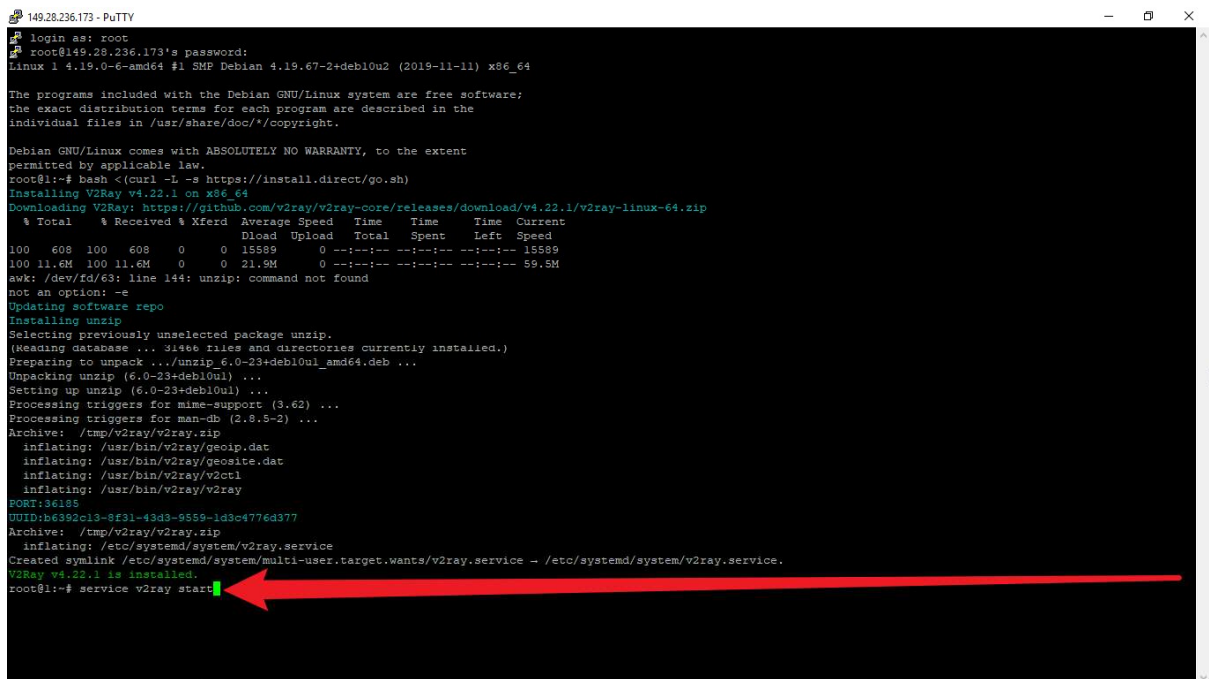 149.28.236.173 - PuTTY
login as: root
root@149.28.236.173's password:
Linux 1 4.19.0-6-amd64 #1 SMP Debian 4.19.67-2+deb10u2 (2019-11-11) x86_64
The programs included with the Debian GNU/Linux system are free software;
the exact distribution terms for each program are described in the
individual files in /usr/share/doc/*/copyright.
Debian GNU/Linux comes with ABSOLUTELY NO WARRANTY, to the extent
permitted by applicable law.
root@1:~# bash <(curl -L -s https://install.direct/go.sh)
Installing V2Ray v4.22.1 on x86_64
Downloading V2Ray: https://github.com/v2ray/v2ray-core/releases/download/v4.22.1/v2ray-linux-64.zip
  % Total    % Received % Xferd  Average Speed   Time    Time     Time  Current
                                 Dload  Upload   Total   Spent    Left  Speed
100   608  100   608    0     0  15589      0 --:--:-- --:--:-- --:--:-- 15589
100 11.6M  100 11.6M    0     0  21.9M      0 --:--:-- --:--:-- --:--:-- 59.5M
awk: /dev/fd/63: line 144: unzip: command not found
not an option: -e
Updating software repo
Installing unzip
Selecting previously unselected package unzip.
(Reading database ... 31466 files and directories currently installed.)
Preparing to unpack .../unzip_6.0-23+deb10u1_amd64.deb ...
Unpacking unzip (6.0-23+deb10u1) ...
Setting up unzip (6.0-23+deb10u1) ...
Processing triggers for mime-support (3.62) ...
Processing triggers for man-db (2.8.5-2) ...
Archive:  /tmp/v2ray/v2ray.zip
  inflating: /usr/bin/v2ray/geoip.dat
  inflating: /usr/bin/v2ray/geosite.dat
  inflating: /usr/bin/v2ray/v2ctl
  inflating: /usr/bin/v2ray/v2ray
PORT:36185
UUID:b6392c13-8f31-43d3-9559-1d3c4776d377
Archive:  /tmp/v2ray/v2ray.zip
  inflating: /etc/systemd/system/v2ray.service
Created symlink /etc/systemd/system/multi-user.target.wants/v2ray.service → /etc/systemd/system/v2ray.service.
V2Ray v4.22.1 is installed.
root@1:~# service v2ray start